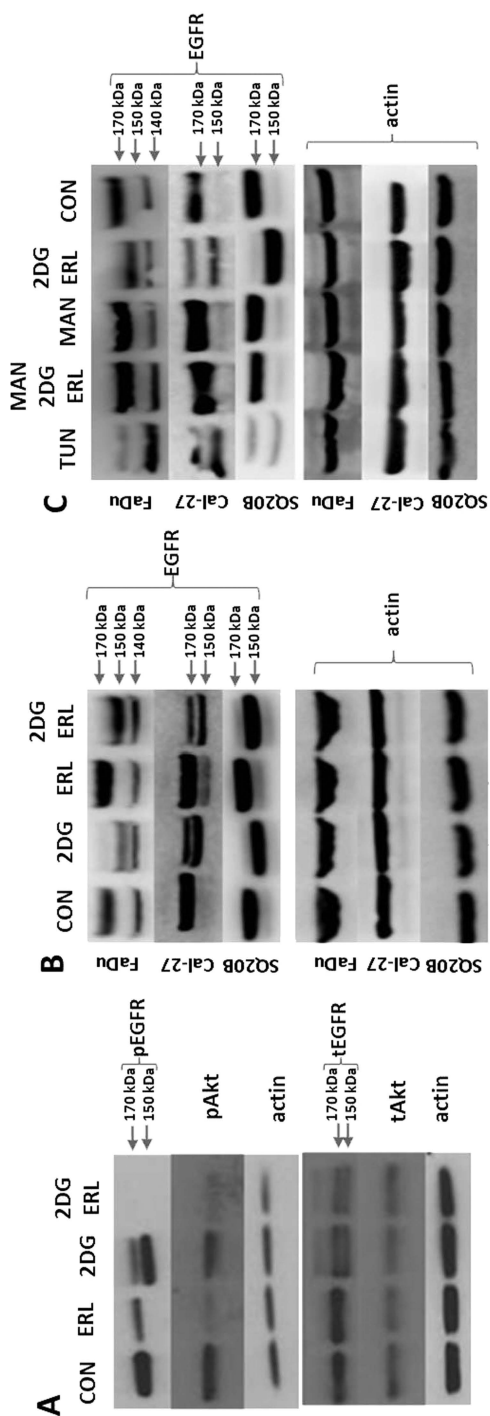 A
CON
ERL
2DG
2DG
ERL
170 kDa
150 kDa
pEGFR
pAkt
actin
170 kDa
150 kDa
tEGFR
tAkt
actin
B
CON
2DG
ERL
2DG
ERL
FaDu
170 kDa
150 kDa
140 kDa
Cal-27
170 kDa
150 kDa
SQ20B
170 kDa
150 kDa
EGFR
FaDu
Cal-27
SQ20B
actin
C
TUN
MAN
2DG
ERL
MAN
2DG
ERL
CON
FaDu
170 kDa
150 kDa
140 kDa
Cal-27
170 kDa
150 kDa
SQ20B
170 kDa
150 kDa
EGFR
FaDu
Cal-27
SQ20B
actin